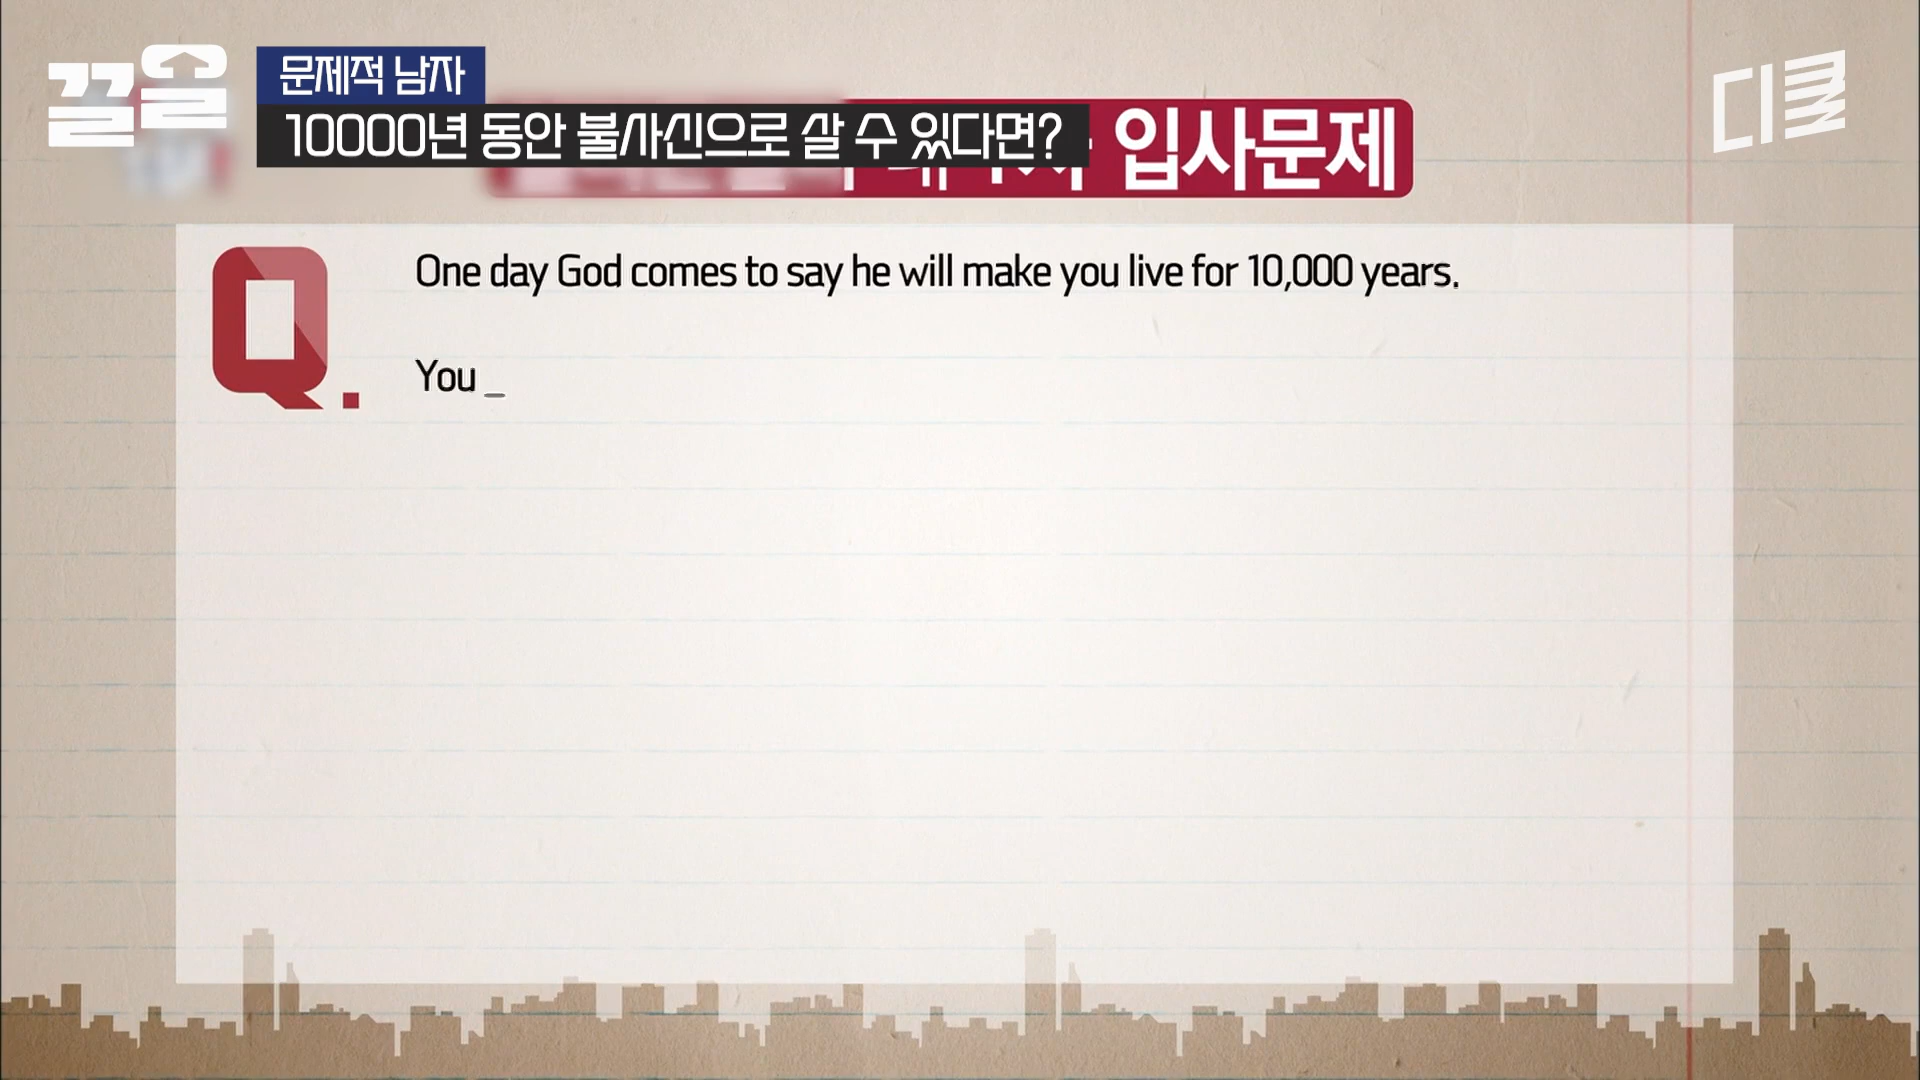 끌올
문제적 남자
10000년 동안 불사신으로 살 수 있다면?
입사문제
디클
Q.
One day God comes to say he will make you live for 10,000 years.
You _